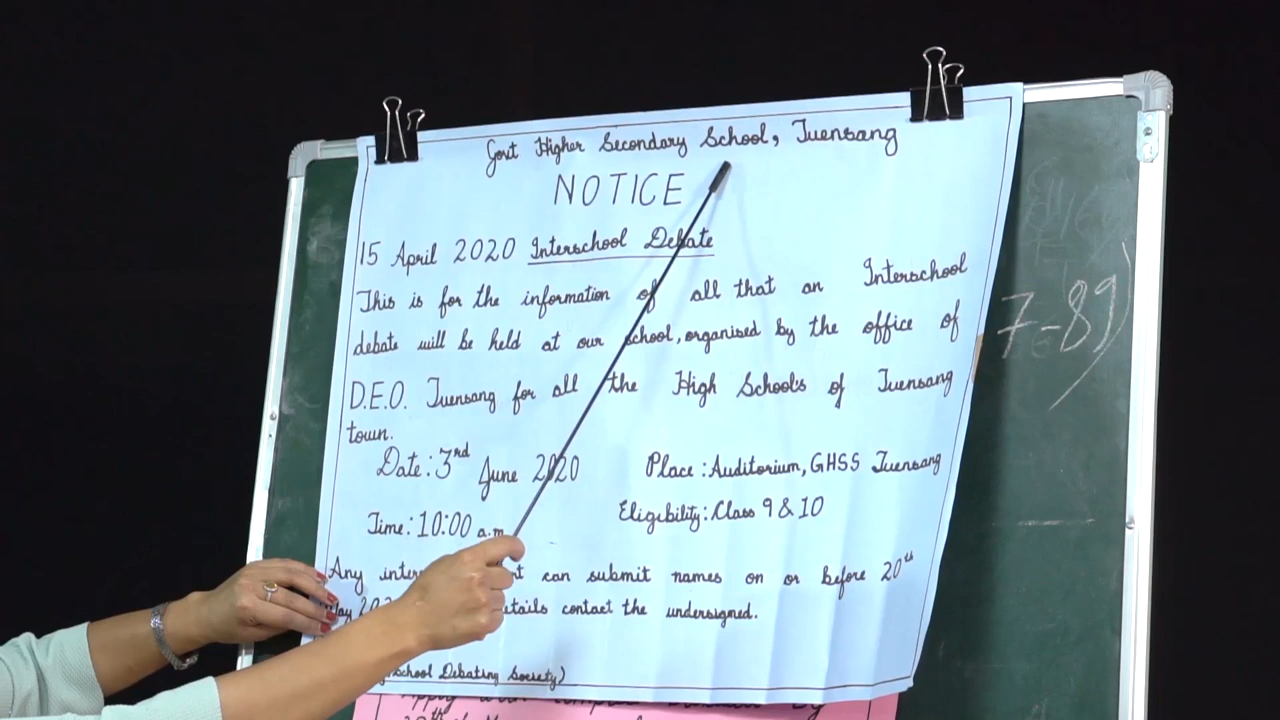 Govt Higher Secondary School, Tuensang
NOTICE
15 April 2020 Interschool Debate
This is for the information of all that an Interschool
debate will be held at our school, organised by the office of
D.E.O. Tuensang for all the High Schools of Tuensang
town.
Date: 3rd June 2020 Place: Auditorium, GHSS Tuensang
Time: 10:00 a.m Eligibility: Class 9 & 10
Any can submit names on or before 20th
contact the undersigned.
School Debating Society)
7-89)